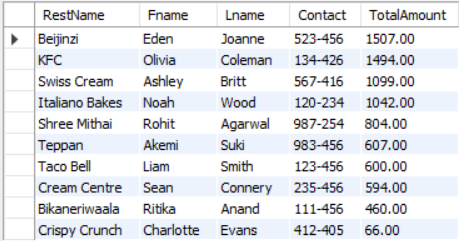 RestName Fname Lname Contact TotalAmount
Beijinzi Eden Joanne 523-456 1507.00
KFC Olivia Coleman 134-426 1494.00
Swiss Cream Ashley Britt 567-416 1099.00
Italiano Bakes Noah Wood 120-234 1042.00
Shree Mithai Rohit Agarwal 987-254 804.00
Teppan Akemi Suki 983-456 607.00
Taco Bell Liam Smith 123-456 600.00
Cream Centre Sean Connery 235-456 594.00
Bikaneriwaala Ritika Anand 111-456 460.00
Crispy Crunch Charlotte Evans 412-405 66.00